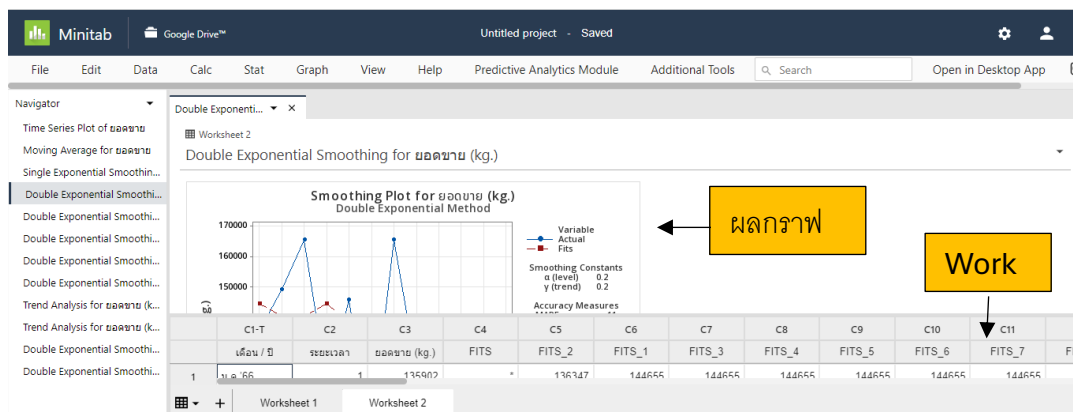 Minitab
Google Drive™
Untitled project - Saved
File Edit Data Calc Stat Graph View Help Predictive Analytics Module Additional Tools Search Open in Desktop App
Navigator
Time Series Plot of ยอดขาย
Moving Average for ยอดขาย
Single Exponential Smoothin...
Double Exponential Smoothi...
Double Exponential Smoothi...
Double Exponential Smoothi...
Double Exponential Smoothi...
Double Exponential Smoothi...
Trend Analysis for ยอดขาย (k...
Trend Analysis for ยอดขาย (k...
Double Exponential Smoothi...
Double Exponential Smoothi...
Double Exponenti...
Worksheet 2
Double Exponential Smoothing for ยอดขาย (kg.)
Smoothing Plot for ยอดขาย (kg.)
Double Exponential Method
170000
160000
150000
g.)
Variable
Actual
Fits
Smoothing Constants
α (level) 0.2
γ (trend) 0.2
Accuracy Measures
ผลกราฟ
Work
C1-T C2 C3 C4 C5 C6 C7 C8 C9 C10 C11
เดือน / ปี ระยะเวลา ยอดขาย (kg.) FITS FITS_2 FITS_1 FITS_3 FITS_4 FITS_5 FITS_6 FITS_7 F
1 ม.ค.'66 1 135902 * 136347 144655 144655 144655 144655 144655 144655
Worksheet 1 Worksheet 2